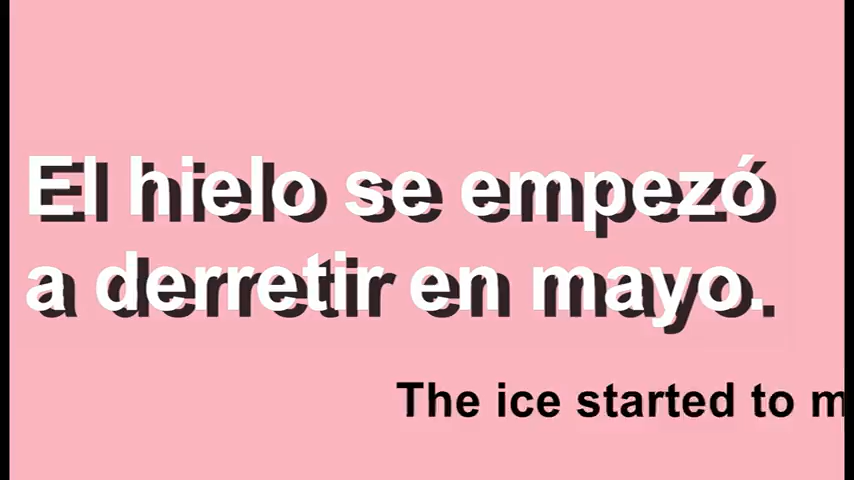 El hielo se empezó
a derretir en mayo.
The ice started to m